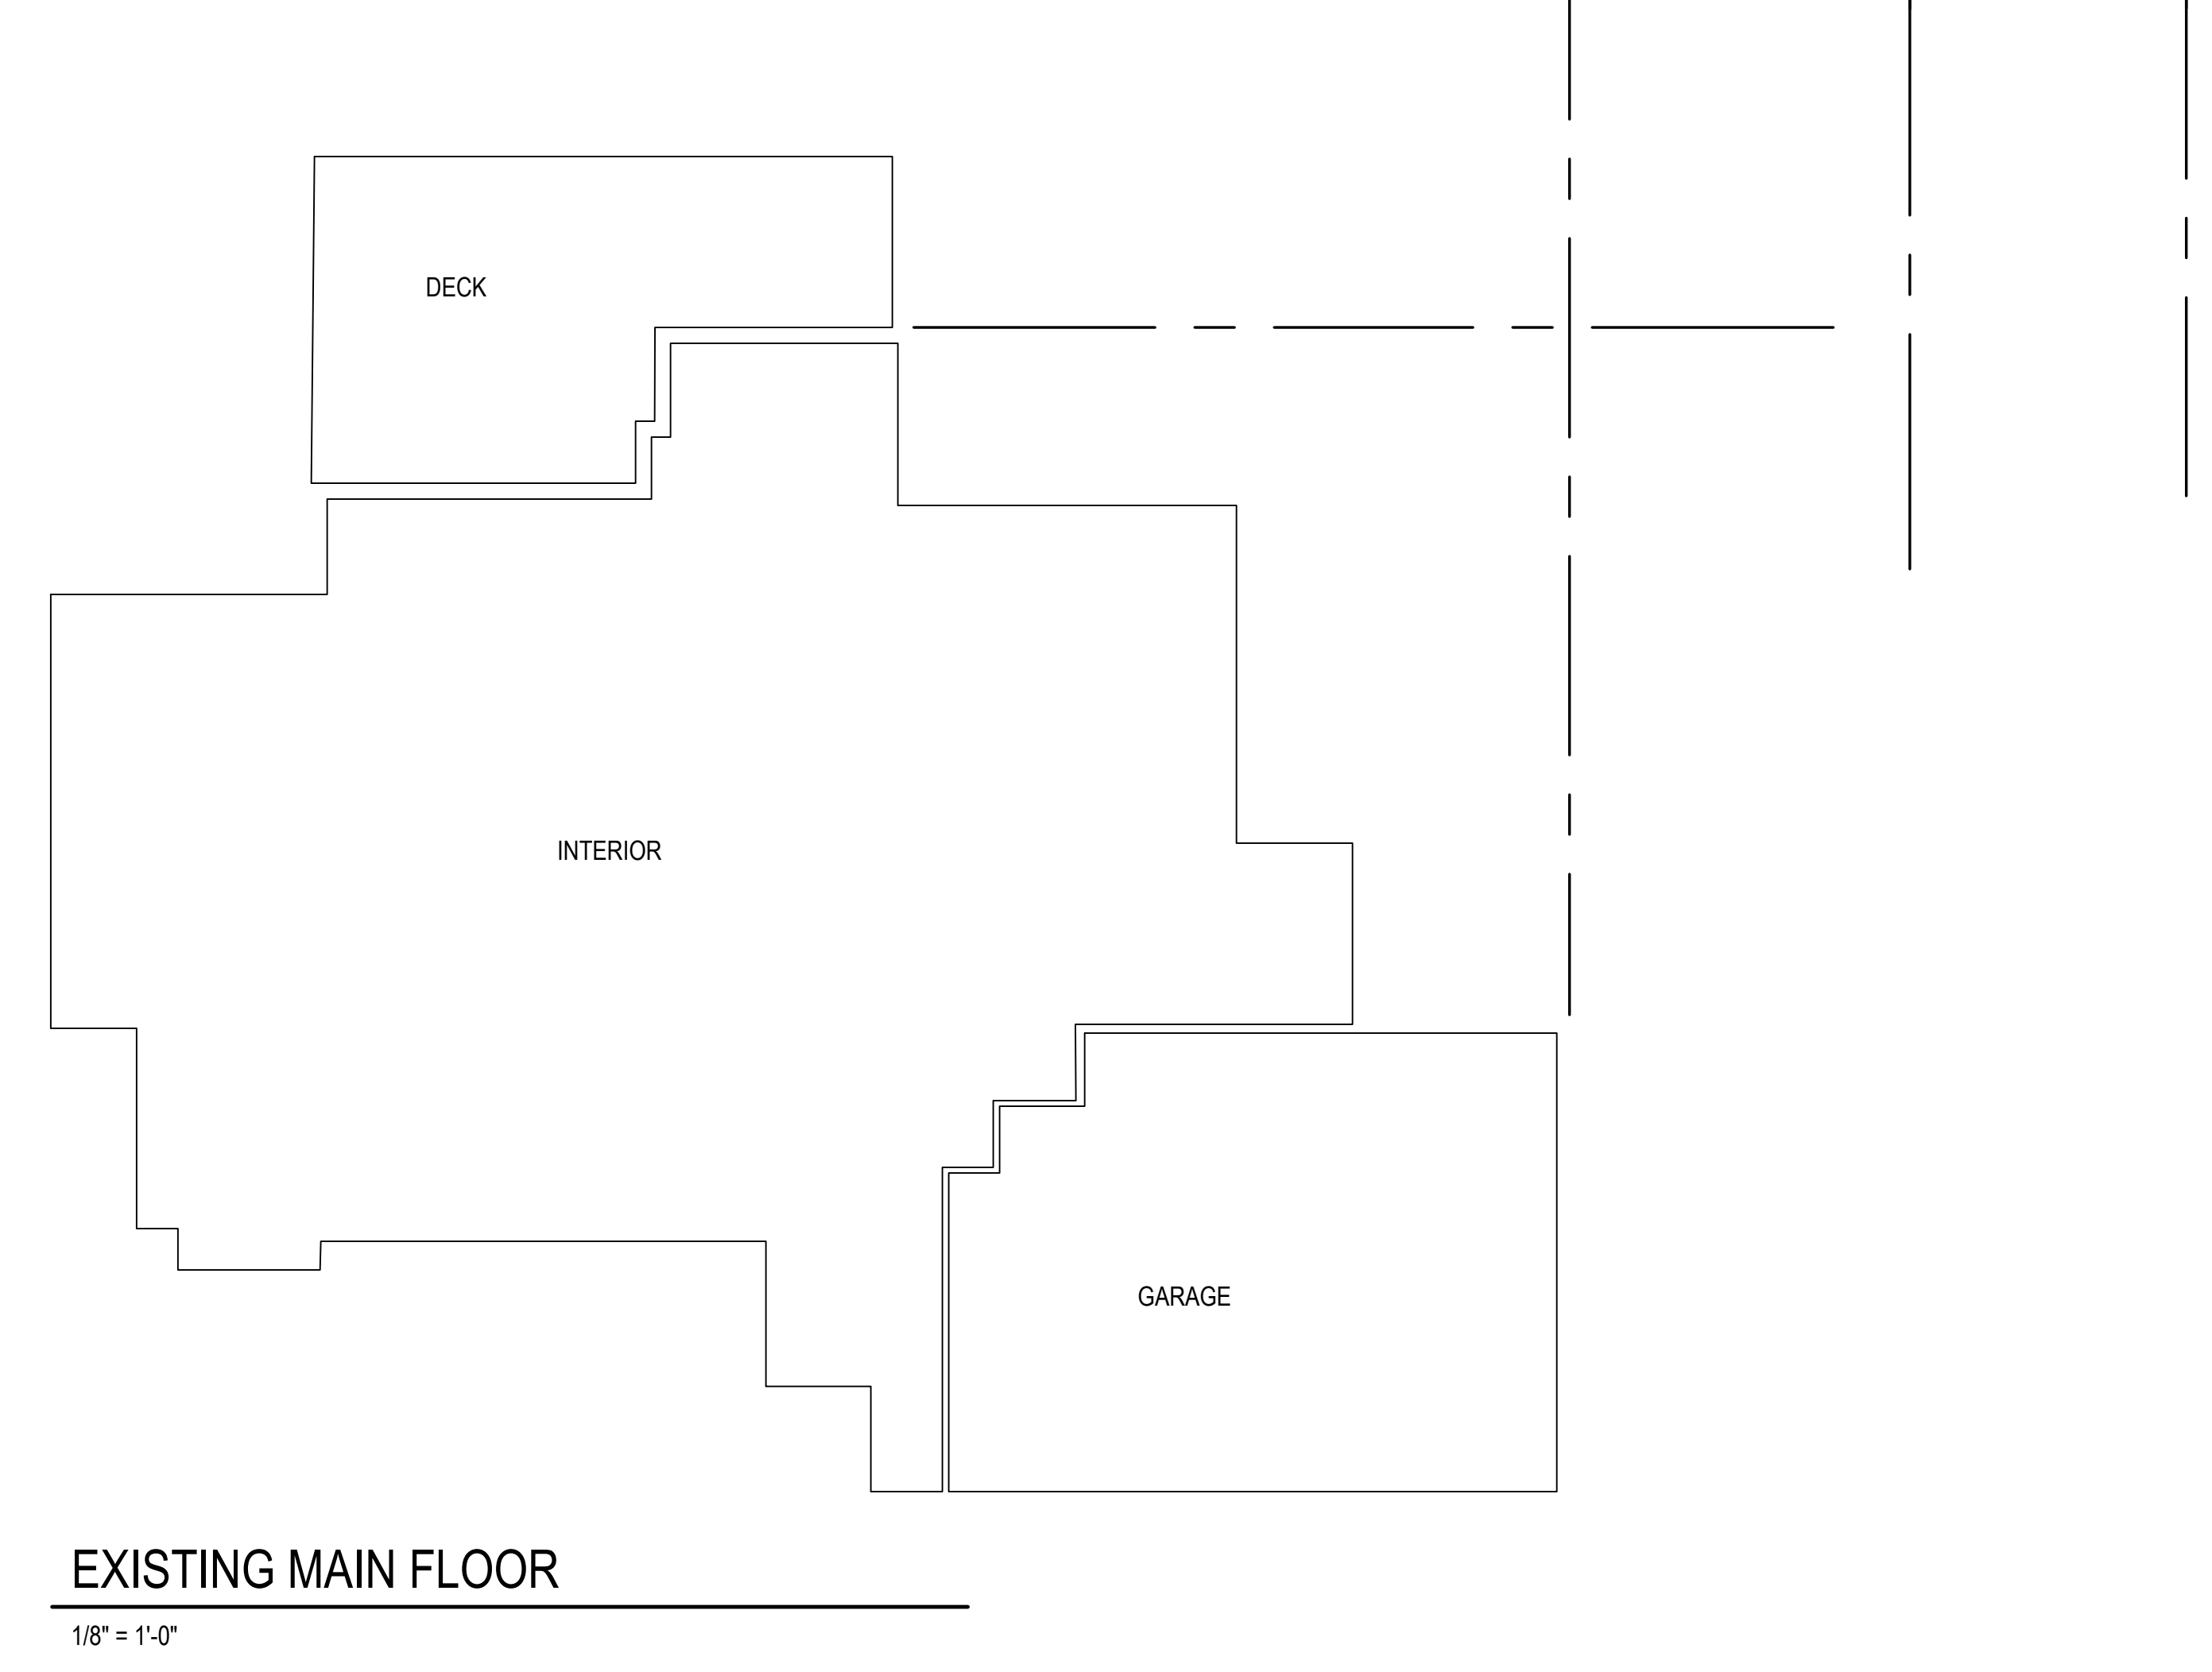 DECK
INTERIOR
GARAGE
EXISTING MAIN FLOOR
1/8" = 1'-0"